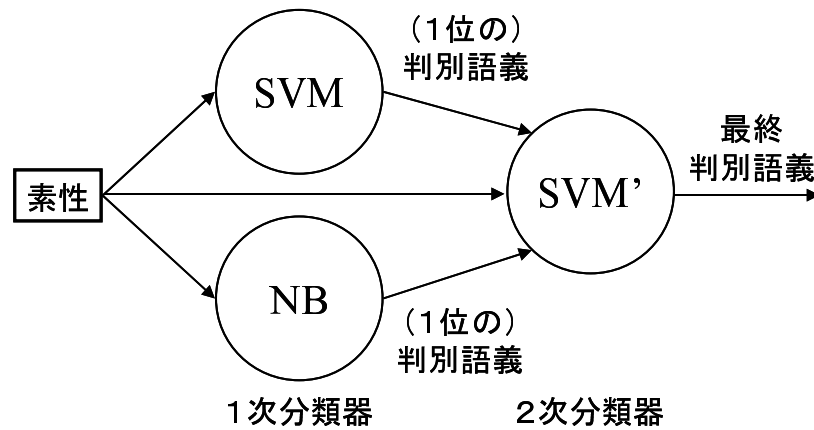 (1位の)
判別語義
SVM
最終
判別語義
素性
SVM’
NB
(1位の)
判別語義
1次分類器
2次分類器